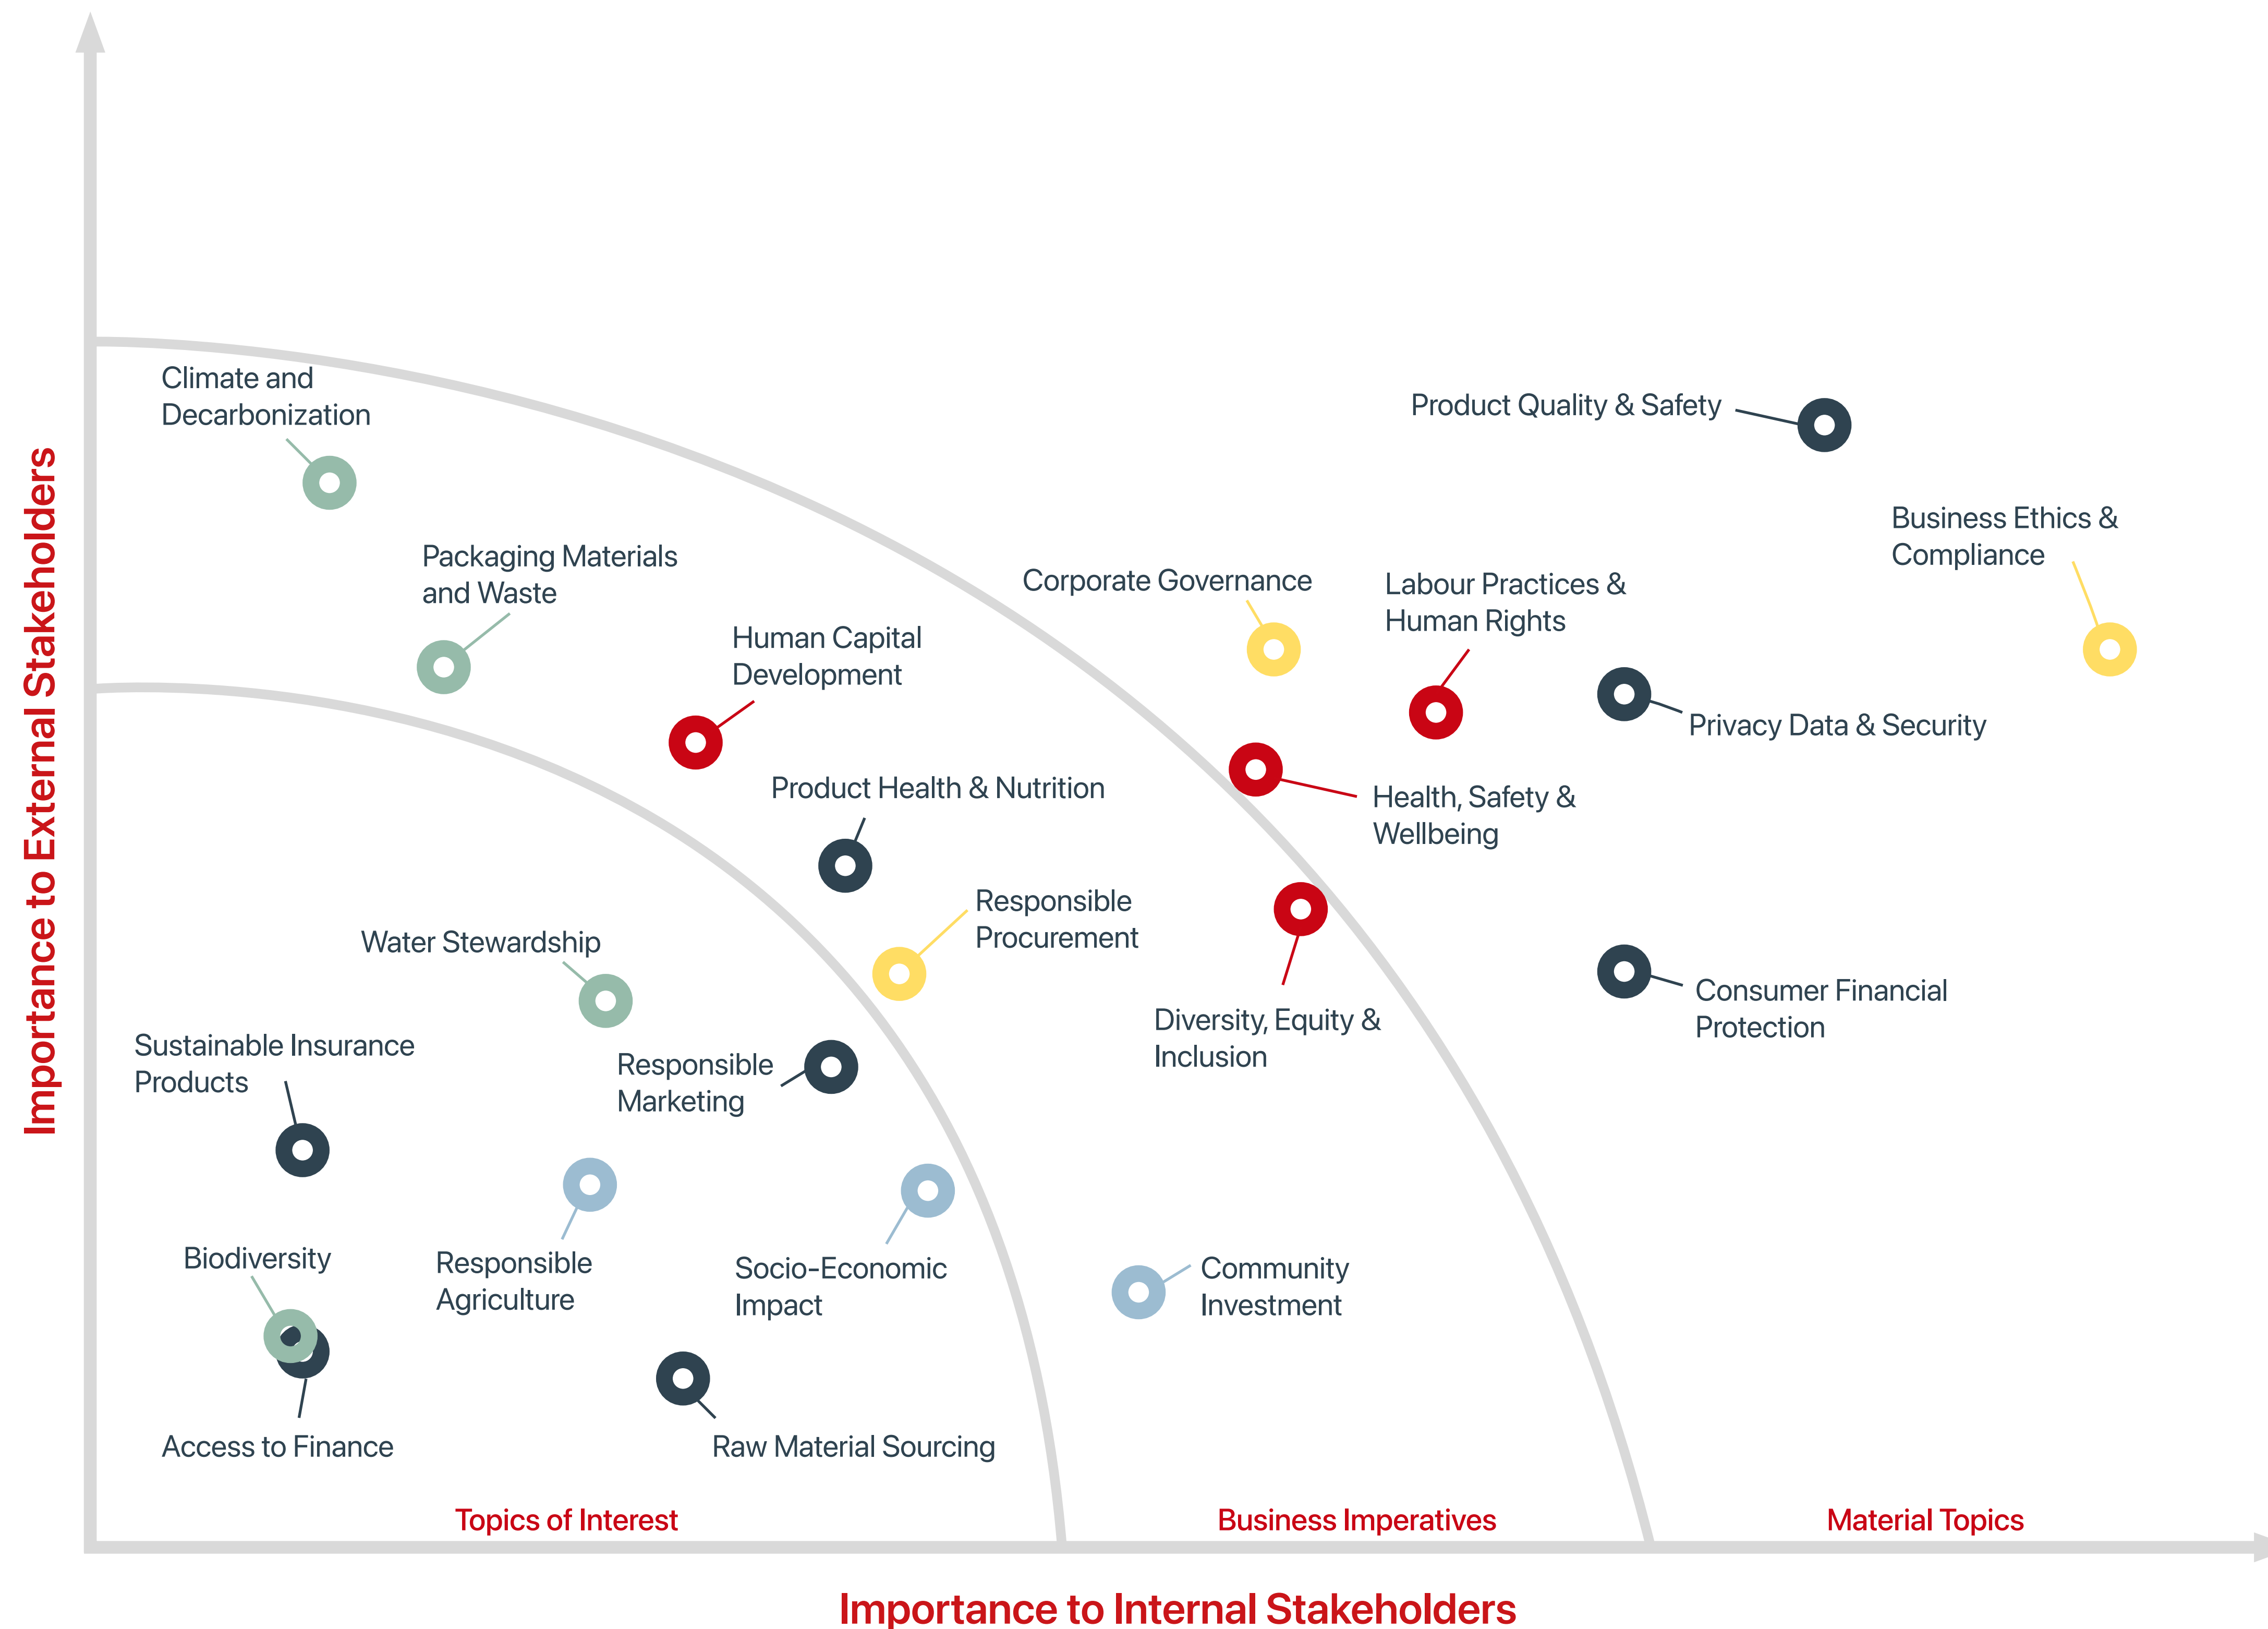 Climate and
Decarbonization
Product Quality & Safety
Business Ethics &
Compliance
Packaging Materials
and Waste
Corporate Governance
Labour Practices &
Human Rights
Human Capital
Development
Privacy Data & Security
Product Health & Nutrition
Health, Safety &
Wellbeing
Responsible
Procurement
Water Stewardship
Consumer Financial
Protection
Diversity, Equity &
Inclusion
Sustainable Insurance
Products
Responsible
Marketing
Biodiversity
Responsible
Agriculture
Socio-Economic
Impact
Community
Investment
Access to Finance
Raw Material Sourcing
Topics of Interest
Business Imperatives
Material Topics
Importance to External Stakeholders
Importance to Internal Stakeholders